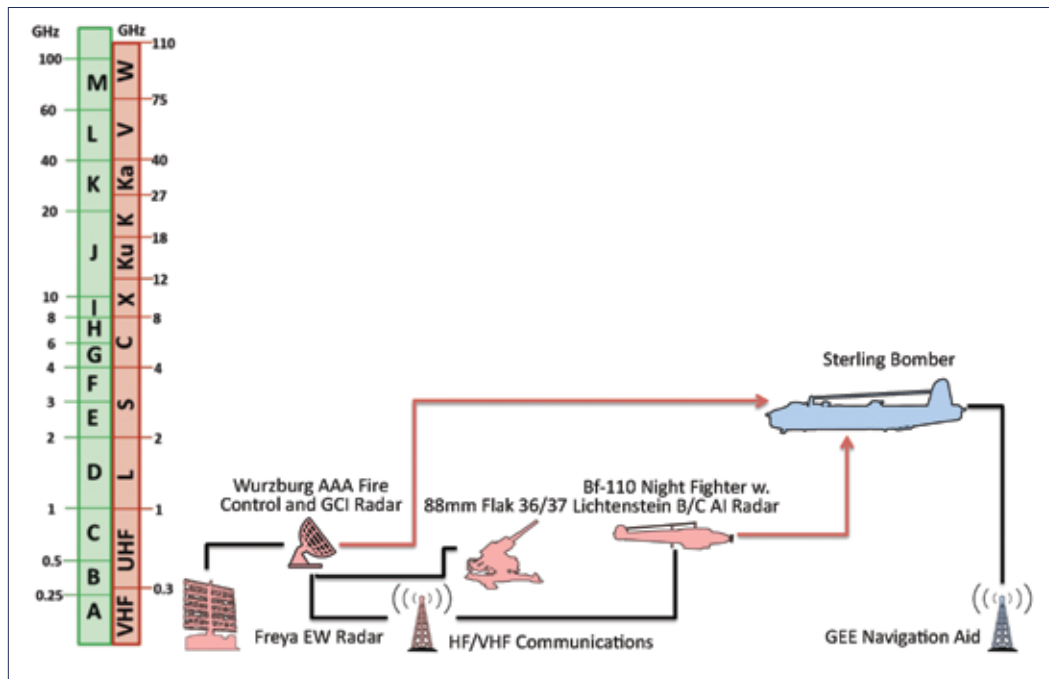 GHz
GHz
100
60
40
20
10
8
6
4
3
2
1
0.5
0.25
M
L
K
J
I
H
G
F
E
D
C
B
A
W
V
Ka
K
Ku
X
C
S
L
UHF
VHF
110
75
40
27
18
12
8
4
2
1
0.3
Sterling Bomber
Wurzburg AAA Fire
Control and GCI Radar
88mm Flak 36/37
Bf-110 Night Fighter w.
Lichtenstein B/C AI Radar
Freya EW Radar
HF/VHF Communications
GEE Navigation Aid